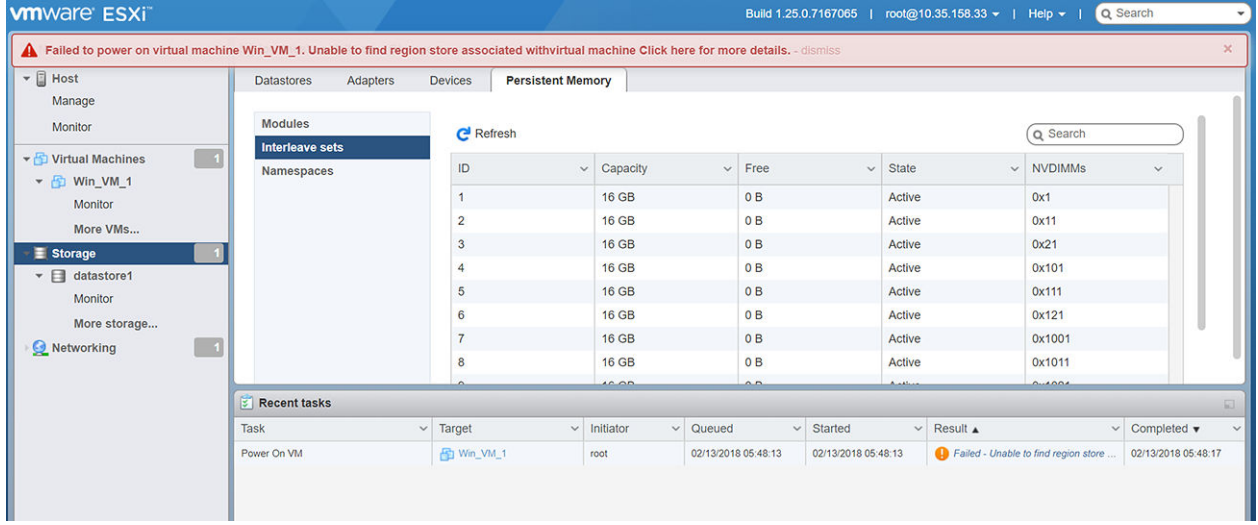 vmware ESXi™
Build 1.25.0.7167065 | root@10.35.158.33 | Help | Search
Failed to power on virtual machine Win_VM_1. Unable to find region store associated withvirtual machine Click here for more details. - dismiss
Host
Manage
Monitor
Virtual Machines 1
Win_VM_1
Monitor
More VMs...
Storage 1
datastore1
Monitor
More storage...
Networking 1
Datastores Adapters Devices Persistent Memory
Modules
Interleave sets
Namespaces
Refresh Search
ID Capacity Free State NVDIMMs
1 16 GB 0 B Active 0x1
2 16 GB 0 B Active 0x11
3 16 GB 0 B Active 0x21
4 16 GB 0 B Active 0x101
5 16 GB 0 B Active 0x111
6 16 GB 0 B Active 0x121
7 16 GB 0 B Active 0x1001
8 16 GB 0 B Active 0x1011
Recent tasks
Task Target Initiator Queued Started Result ▲ Completed ▼
Power On VM Win_VM_1 root 02/13/2018 05:48:13 02/13/2018 05:48:13 Failed - Unable to find region store ... 02/13/2018 05:48:17